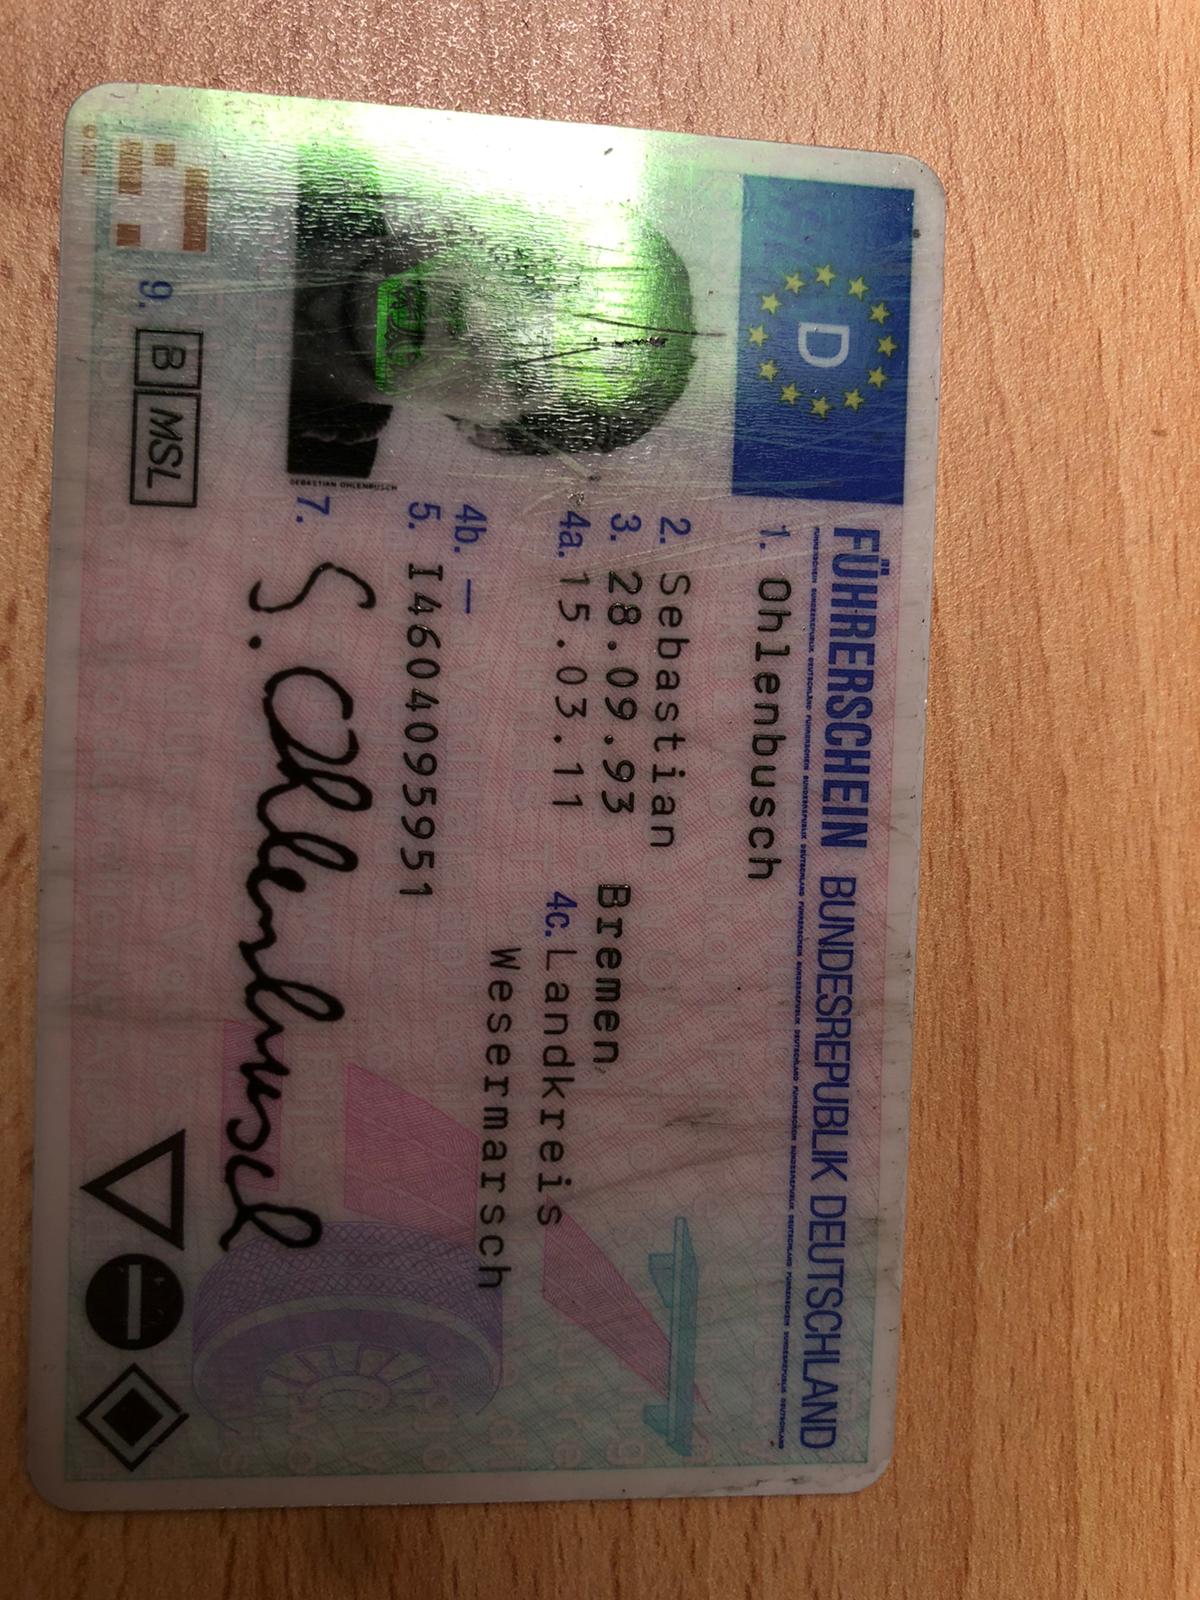 D
FÜHRERSCHEIN BUNDESREPUBLIK DEUTSCHLAND
1. Ohlenbusch
2. Sebastian
3. 28.09.93 Bremen
4a. 15.03.11 4c. Landkreis
Wesermarsch
4b. —
5. I4604095951
SEBASTIAN OHLENBUSCH
7. S. Ohlenbusch
9. B MSL